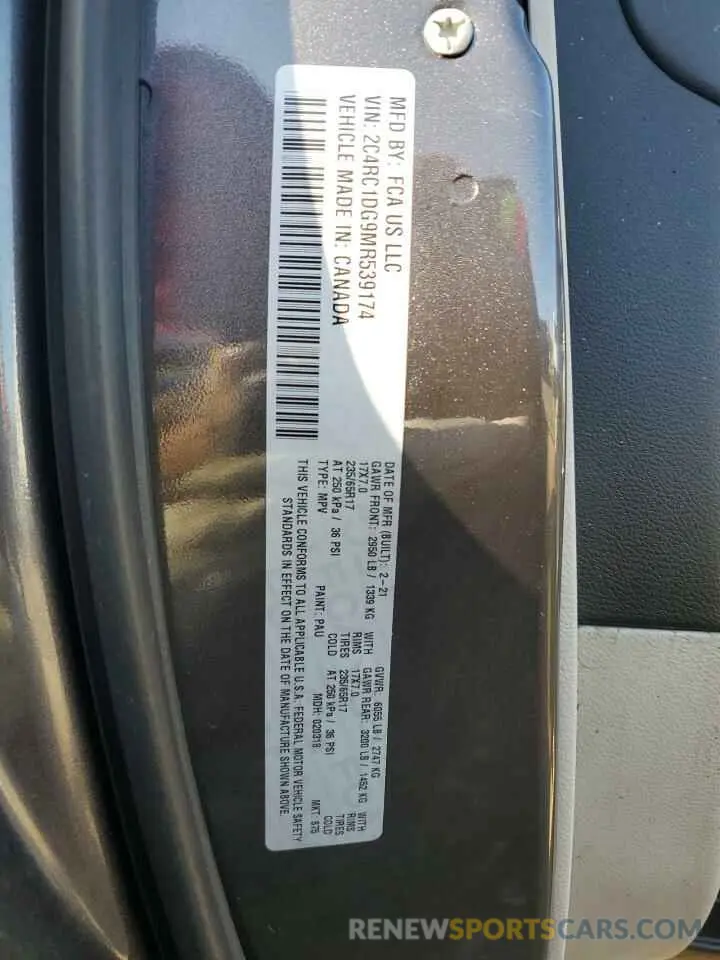 MFD BY: FCA US LLC
VIN: 2C4RC1DG9MR539174
VEHICLE MADE IN: CANADA
DATE OF MFR (BUILT): 2-21 GVWR: 6055 LB / 2747 KG
GAWR FRONT: 2950 LB / 1339 KG WITH GAWR REAR: 3200 LB / 1452 KG WITH
17X7.0 RIMS 17X7.0 RIMS
235/65R17 TIRES 235/65R17 TIRES
AT 250 kPa / 36 PSI COLD AT 250 kPa / 36 PSI COLD
TYPE: MPV PAINT: PAU MDH: 020318 MKT: S75
THIS VEHICLE CONFORMS TO ALL APPLICABLE U.S.A. FEDERAL MOTOR VEHICLE SAFETY
STANDARDS IN EFFECT ON THE DATE OF MANUFACTURE SHOWN ABOVE.
RENEWSPORTSCARS.COM